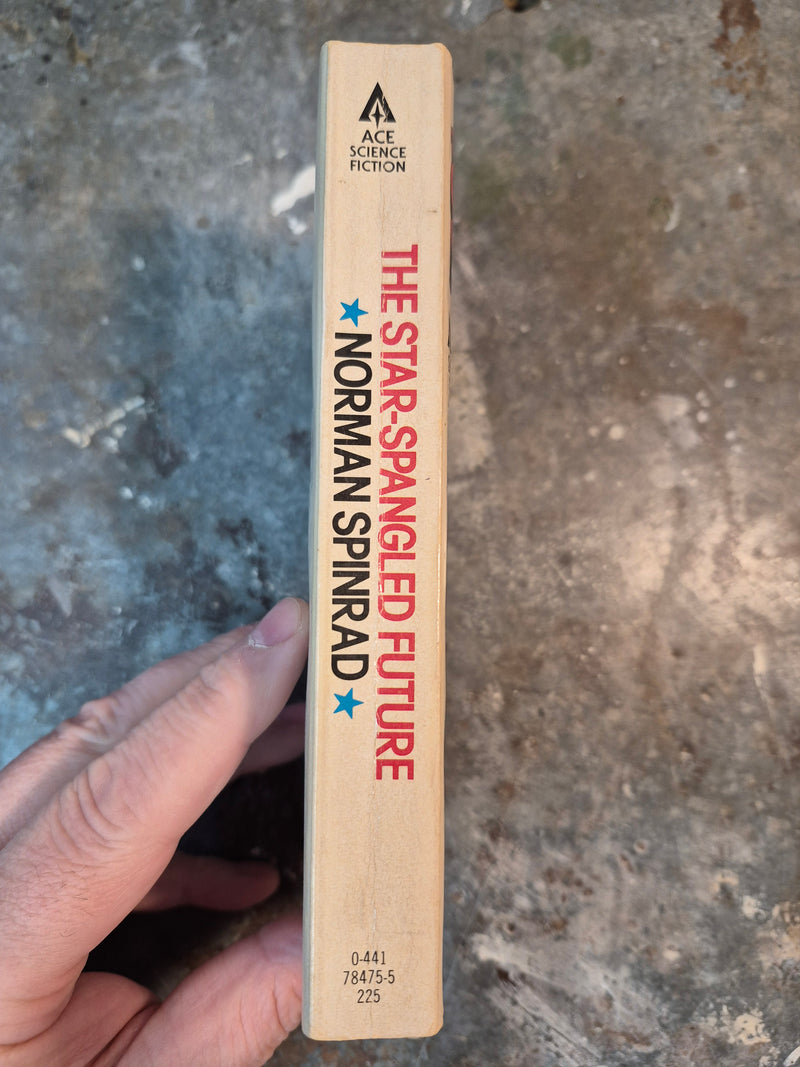 ACE
SCIENCE
FICTION
THE STAR-SPANGLED FUTURE
★ NORMAN SPINRAD ★
0-441
78475-5
225